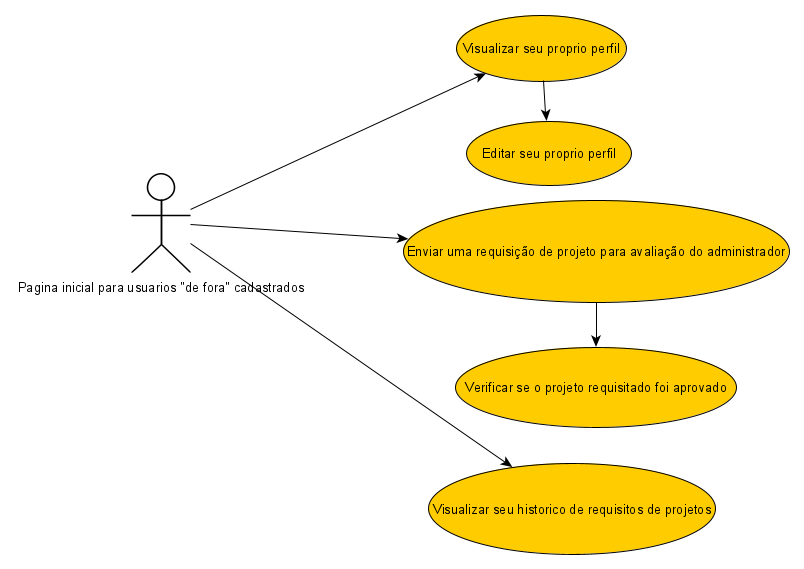 Visualizar seu proprio perfil
Editar seu proprio perfil
Enviar uma requisição de projeto para avaliação do administrador
Pagina inicial para usuarios "de fora" cadastrados
Verificar se o projeto requisitado foi aprovado
Visualizar seu historico de requisitos de projetos